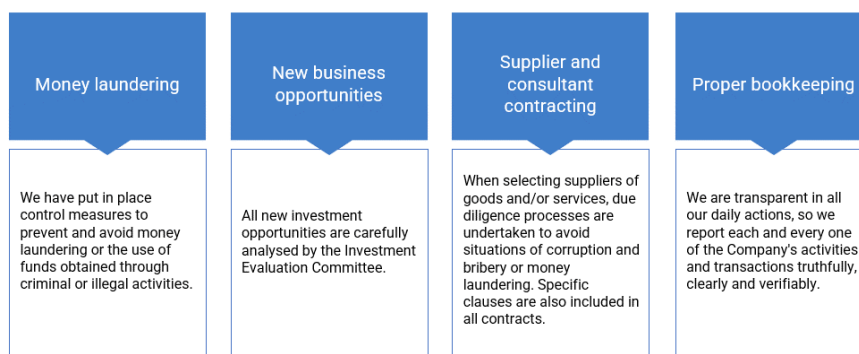 Money laundering
We have put in place
control measures to
prevent and avoid money
laundering or the use of
funds obtained through
criminal or illegal activities.
New business
opportunities
All new investment
opportunities are carefully
analysed by the Investment
Evaluation Committee.
Supplier and
consultant
contracting
When selecting suppliers of
goods and/or services, due
diligence processes are
undertaken to avoid
situations of corruption and
bribery or money
laundering. Specific
clauses are also included in
all contracts.
Proper bookkeeping
We are transparent in all
our daily actions, so we
report each and every one
of the Company's activities
and transactions truthfully,
clearly and verifiably.